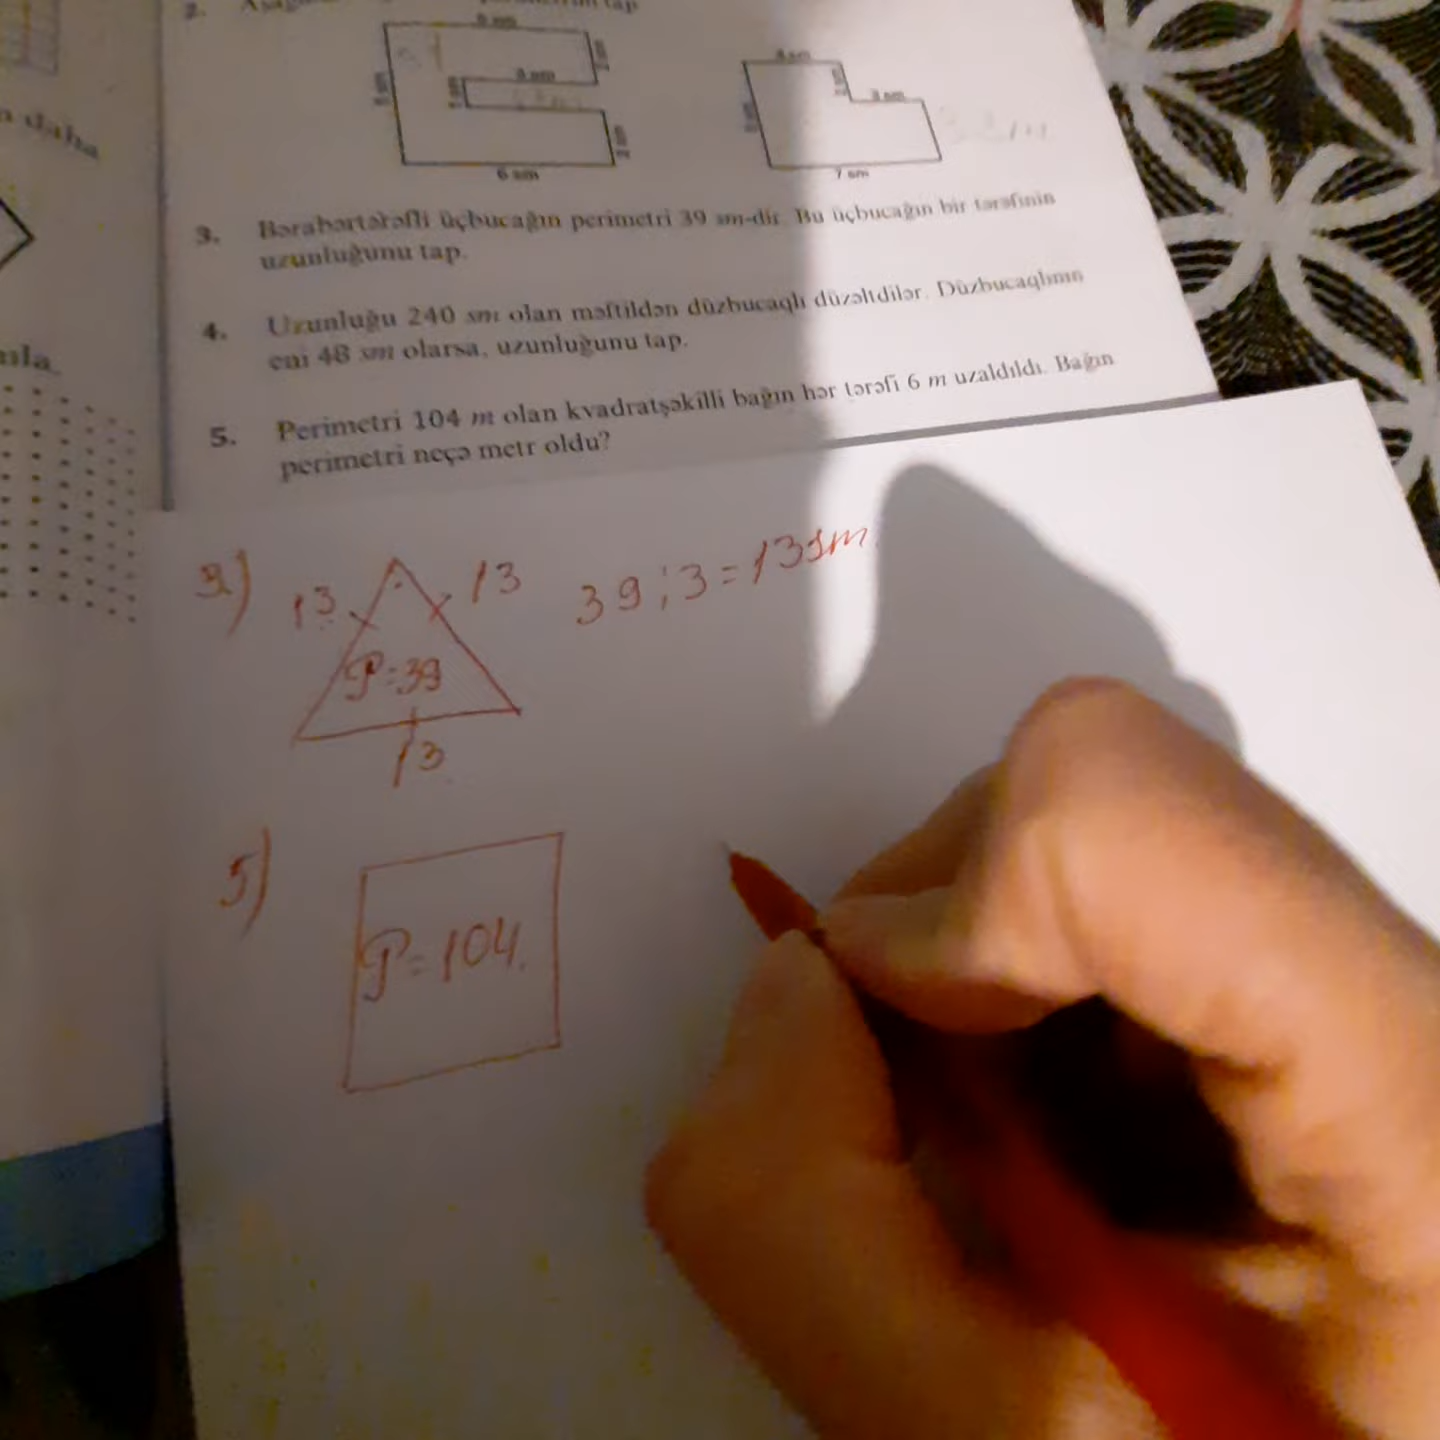 2.
tap
3 sm
6 sm
3 sm
7 sm
daha
3. Bərabərtərəfli üçbucağın perimetri 39 sm-dir. Bu üçbucağın bir tərəfinin
uzunluğunu tap.
4. Uzunluğu 240 sm olan məftildən düzbucaqlı düzəltdilər. Düzbucaqlının
eni 48 sm olarsa, uzunluğunu tap.
5. Perimetri 104 m olan kvadratşəkilli bağın hər tərəfi 6 m uzaldıldı. Bağın
perimetri neçə metr oldu?
3)
13
13
39:3=13sm
P=39
13
5)
P=104